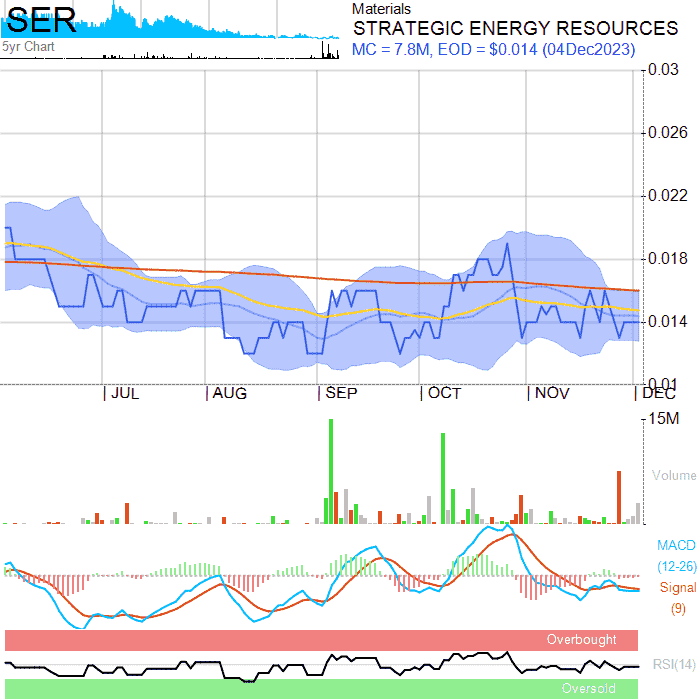 SER
5yr Chart
Materials
STRATEGIC ENERGY RESOURCES
MC = 7.8M, EOD = $0.014 (04Dec2023)
0.03
0.026
0.022
0.018
0.014
0.01
JUL AUG SEP OCT NOV DEC
15M
Volume
MACD
(12-26)
Signal
(9)
Overbought
RSI(14)
Oversold